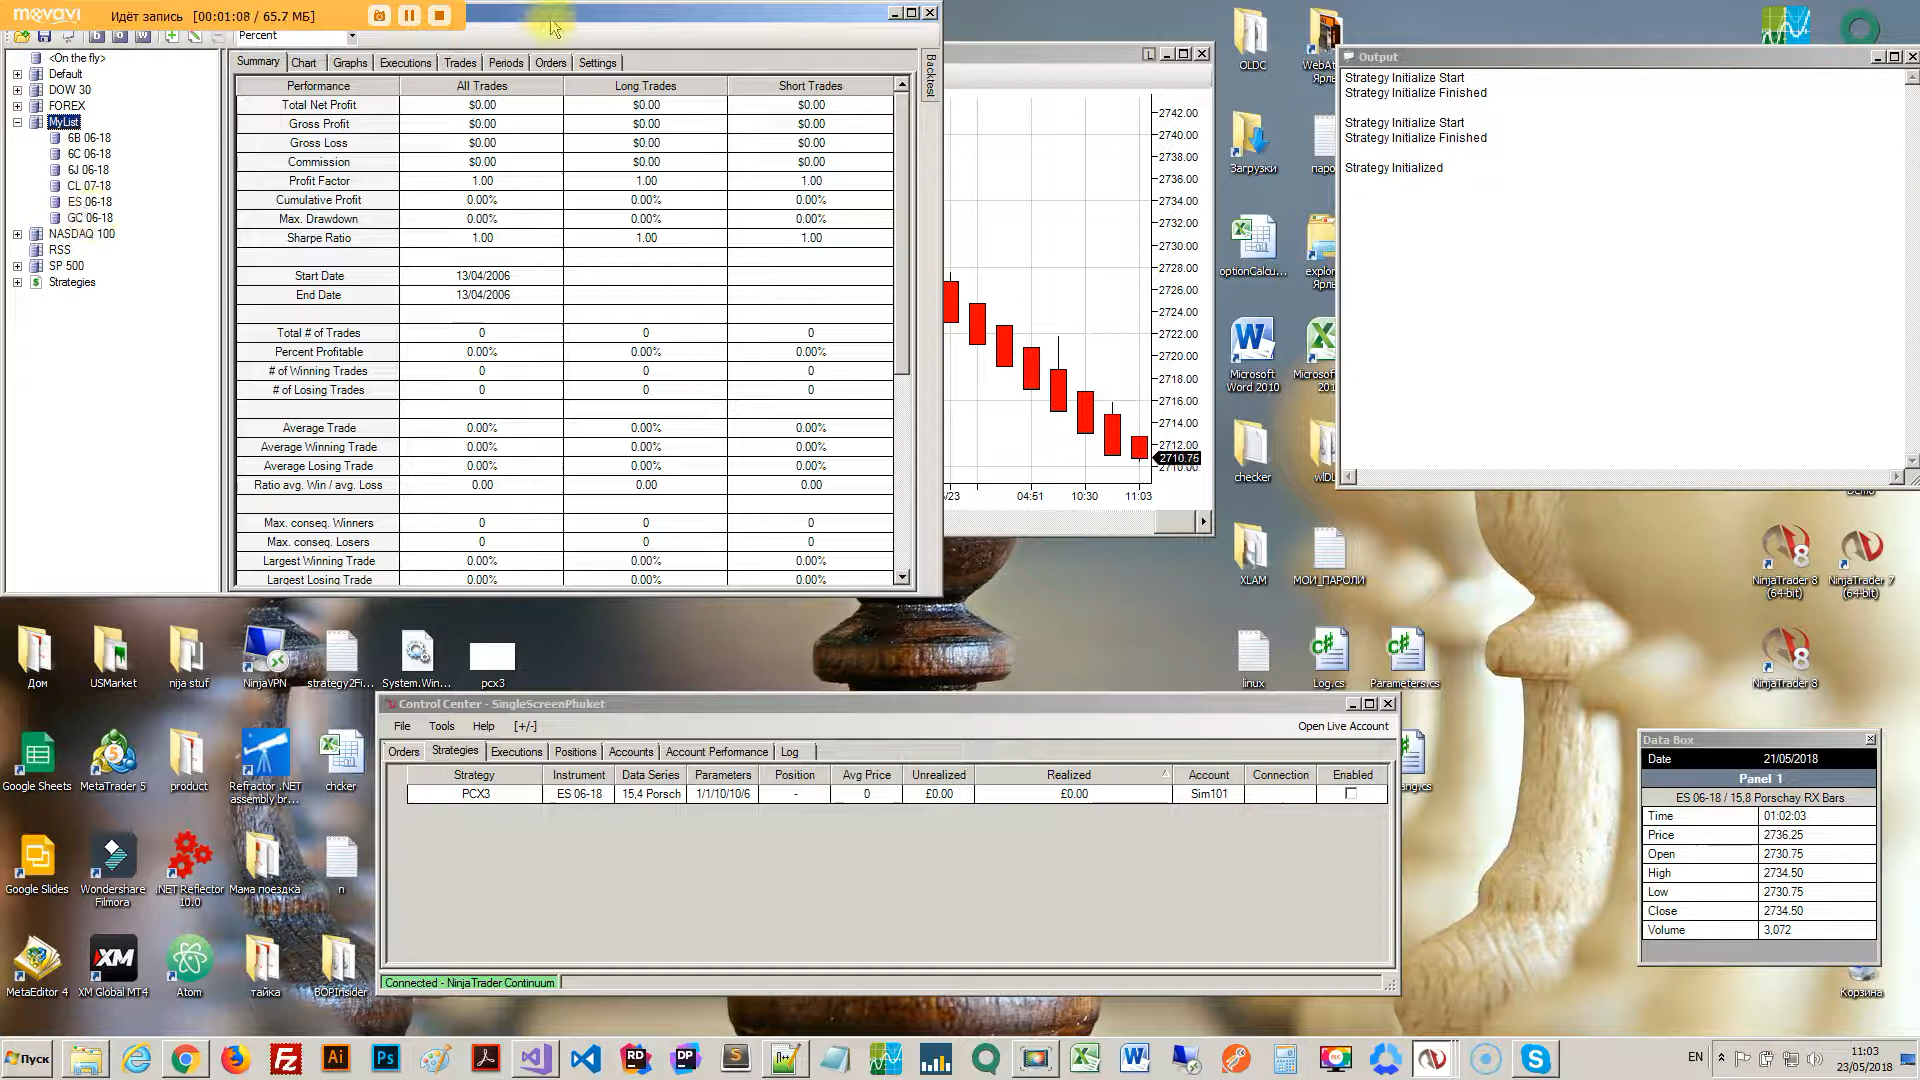 movavi
Идёт запись [00:01:08 / 65.7 МБ]
Percent
<On the fly>
Default
DOW 30
FOREX
MyList
6B 06-18
6C 06-18
6J 06-18
CL 07-18
ES 06-18
GC 06-18
NASDAQ 100
RSS
SP 500
Strategies
Summary Chart Graphs Executions Trades Periods Orders Settings
Backtest
Performance All Trades Long Trades Short Trades
Total Net Profit $0.00 $0.00 $0.00
Gross Profit $0.00 $0.00 $0.00
Gross Loss $0.00 $0.00 $0.00
Commission $0.00 $0.00 $0.00
Profit Factor 1.00 1.00 1.00
Cumulative Profit 0.00% 0.00% 0.00%
Max. Drawdown 0.00% 0.00% 0.00%
Sharpe Ratio 1.00 1.00 1.00
Start Date 13/04/2006
End Date 13/04/2006
Total # of Trades 0 0 0
Percent Profitable 0.00% 0.00% 0.00%
# of Winning Trades 0 0 0
# of Losing Trades 0 0 0
Average Trade 0.00% 0.00% 0.00%
Average Winning Trade 0.00% 0.00% 0.00%
Average Losing Trade 0.00% 0.00% 0.00%
Ratio avg. Win / avg. Loss 0.00 0.00 0.00
Max. conseq. Winners 0 0 0
Max. conseq. Losers 0 0 0
Largest Winning Trade 0.00% 0.00% 0.00%
Largest Losing Trade 0.00% 0.00% 0.00%
2742.00
2740.00
2738.00
2736.00
2734.00
2732.00
2730.00
2728.00
2726.00
2724.00
2722.00
2720.00
2718.00
2716.00
2714.00
2712.00
2710.75
2710.00
/23 04:51 10:30 11:03
OLDC
WebAt
Ярль
Загрузки
паро
optionCalcu...
explor
Ярль
Microsoft
Word 2010
Microso
201
checker
wIDL
XLAM
МОИ_ПАРОЛИ
Output
Strategy Initialize Start
Strategy Initialize Finished
Strategy Initialize Start
Strategy Initialize Finished
Strategy Initialized
NinjaTrader 8
(64-bit)
NinjaTrader 7
(64-bit)
Дом
USMarket
nija stuf
NinjaVPN
strategy2Fi...
System.Win...
pcx3
linux
Log.cs
Parameters.cs
NinjaTrader 8
Google Sheets
MetaTrader 5
product
Refractor .NET
assembly br...
chcker
Google Slides
Wondershare
Filmora
.NET Reflector
10.0
Мама поездка
n
MetaEditor 4
XM
XM Global MT4
Atom
тайка
BOPInsider
Control Center - SingleScreenPhuket
File Tools Help [+/-] Open Live Account
Orders Strategies Executions Positions Accounts Account Performance Log
Strategy Instrument Data Series Parameters Position Avg Price Unrealized Realized Account Connection Enabled
PCX3 ES 06-18 15,4 Porsch 1/1/10/10/6 - 0 £0.00 £0.00 Sim101
Connected - NinjaTrader Continuum
Data Box
Date 21/05/2018
Panel 1
ES 06-18 / 15,8 Porschay RX Bars
Time 01:02:03
Price 2736.25
Open 2730.75
High 2734.50
Low 2730.75
Close 2734.50
Volume 3,072
Корзина
Пуск
Ai
Ps
RD
DP
EN
11:03
23/05/2018